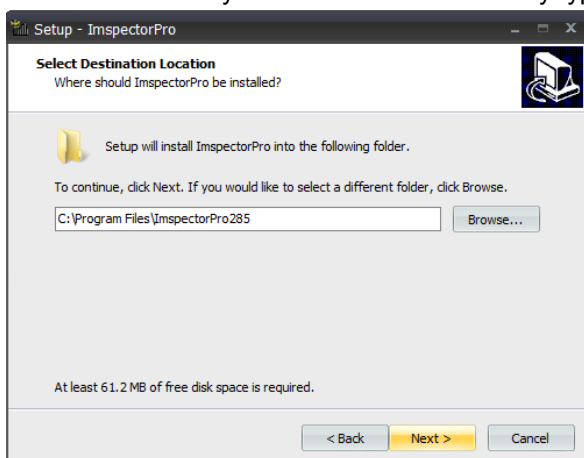 Setup - ImspectorPro
Select Destination Location
Where should ImspectorPro be installed?
Setup will install ImspectorPro into the following folder.
To continue, click Next. If you would like to select a different folder, click Browse.
C:\Program Files\ImspectorPro285
Browse...
At least 61.2 MB of free disk space is required.
< Back
Next >
Cancel